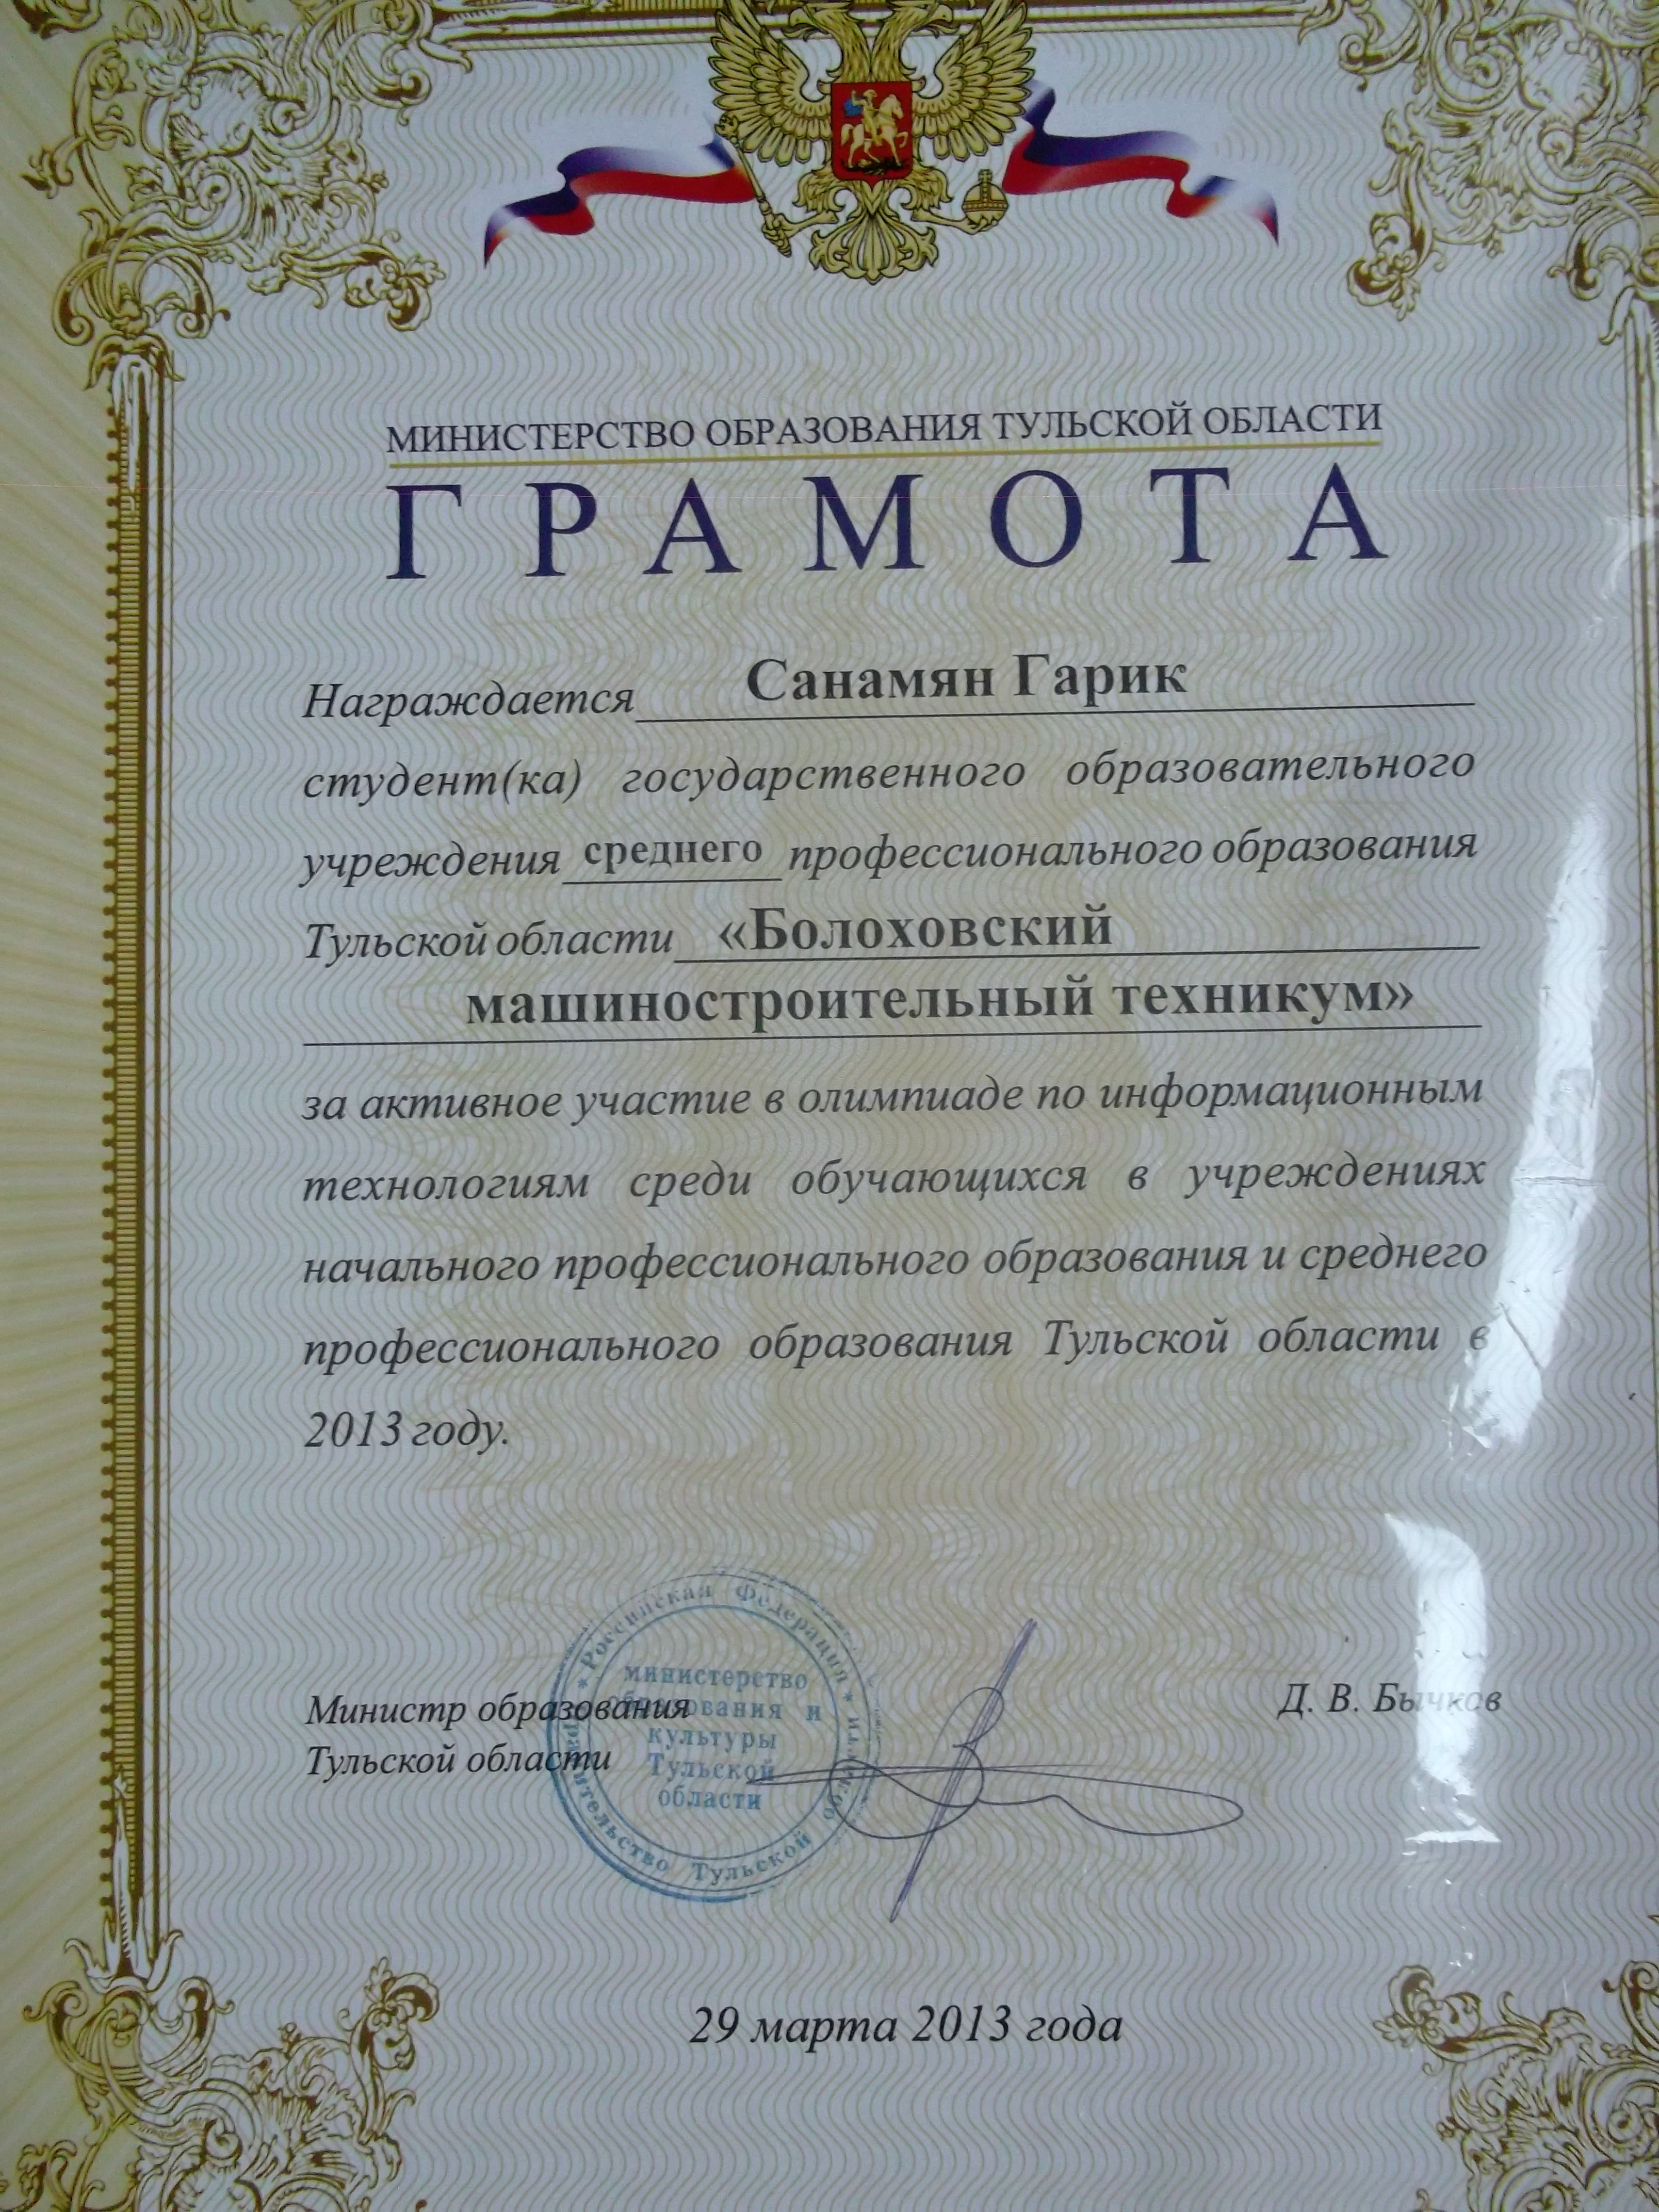 МИНИСТЕРСТВО ОБРАЗОВАНИЯ ТУЛЬСКОЙ ОБЛАСТИ
ГРАМОТА
Награждается Санамян Гарик
студент(ка) государственного образовательного
учреждения среднего профессионального образования
Тульской области «Болоховский
машиностроительный техникум»
за активное участие в олимпиаде по информационным
технологиям среди обучающихся в учреждениях
начального профессионального образования и среднего
профессионального образования Тульской области в
2013 году.
Министр образования
Тульской области
Д. В. Бычков
* Российская Федерация *
Правительство Тульской области
министерство
образования и
культуры
Тульской
области
29 марта 2013 года